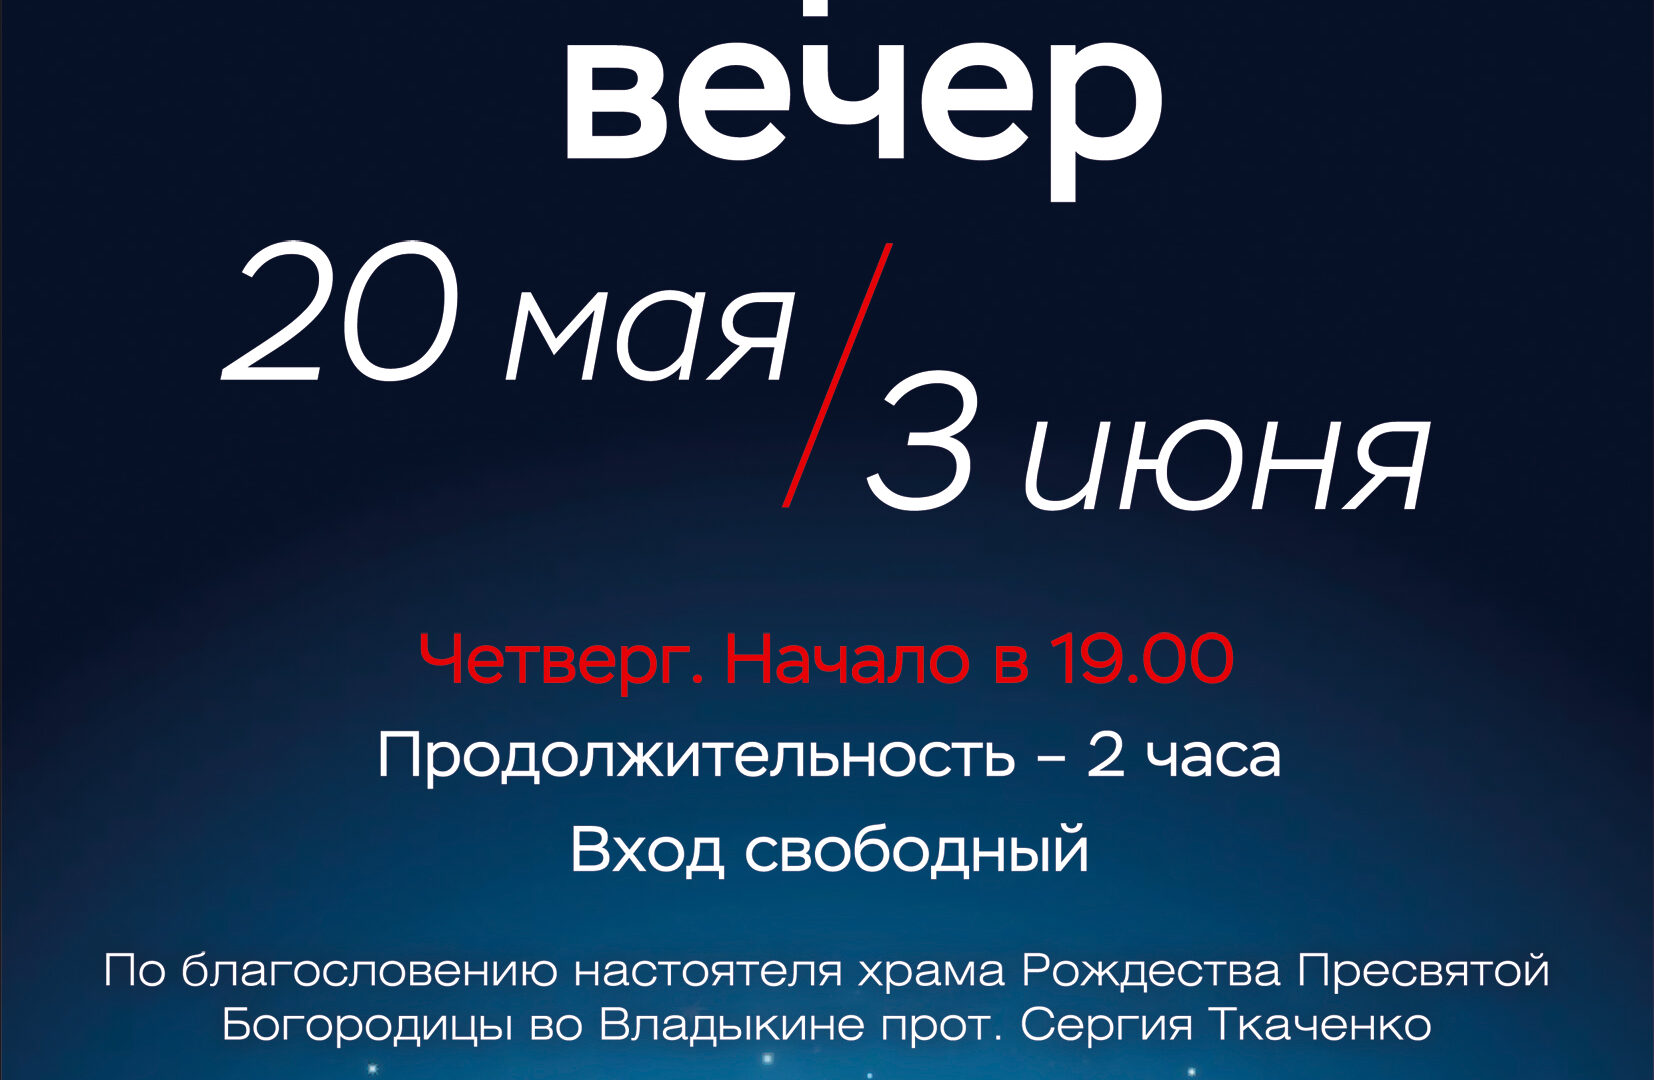 вечер
20 мая / 3 июня
Четверг. Начало в 19.00
Продолжительность – 2 часа
Вход свободный
По благословению настоятеля храма Рождества Пресвятой
Богородицы во Владыкине прот. Сергия Ткаченко